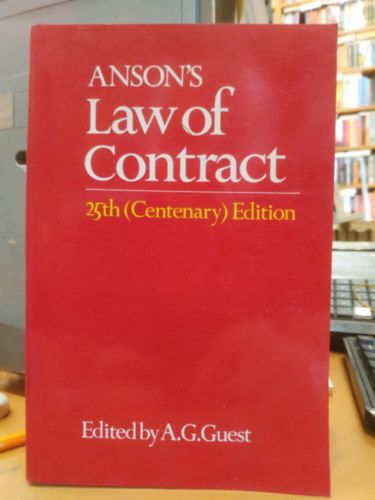 ANSON'S
Law of
Contract
25th (Centenary) Edition
Edited by A.G.Guest